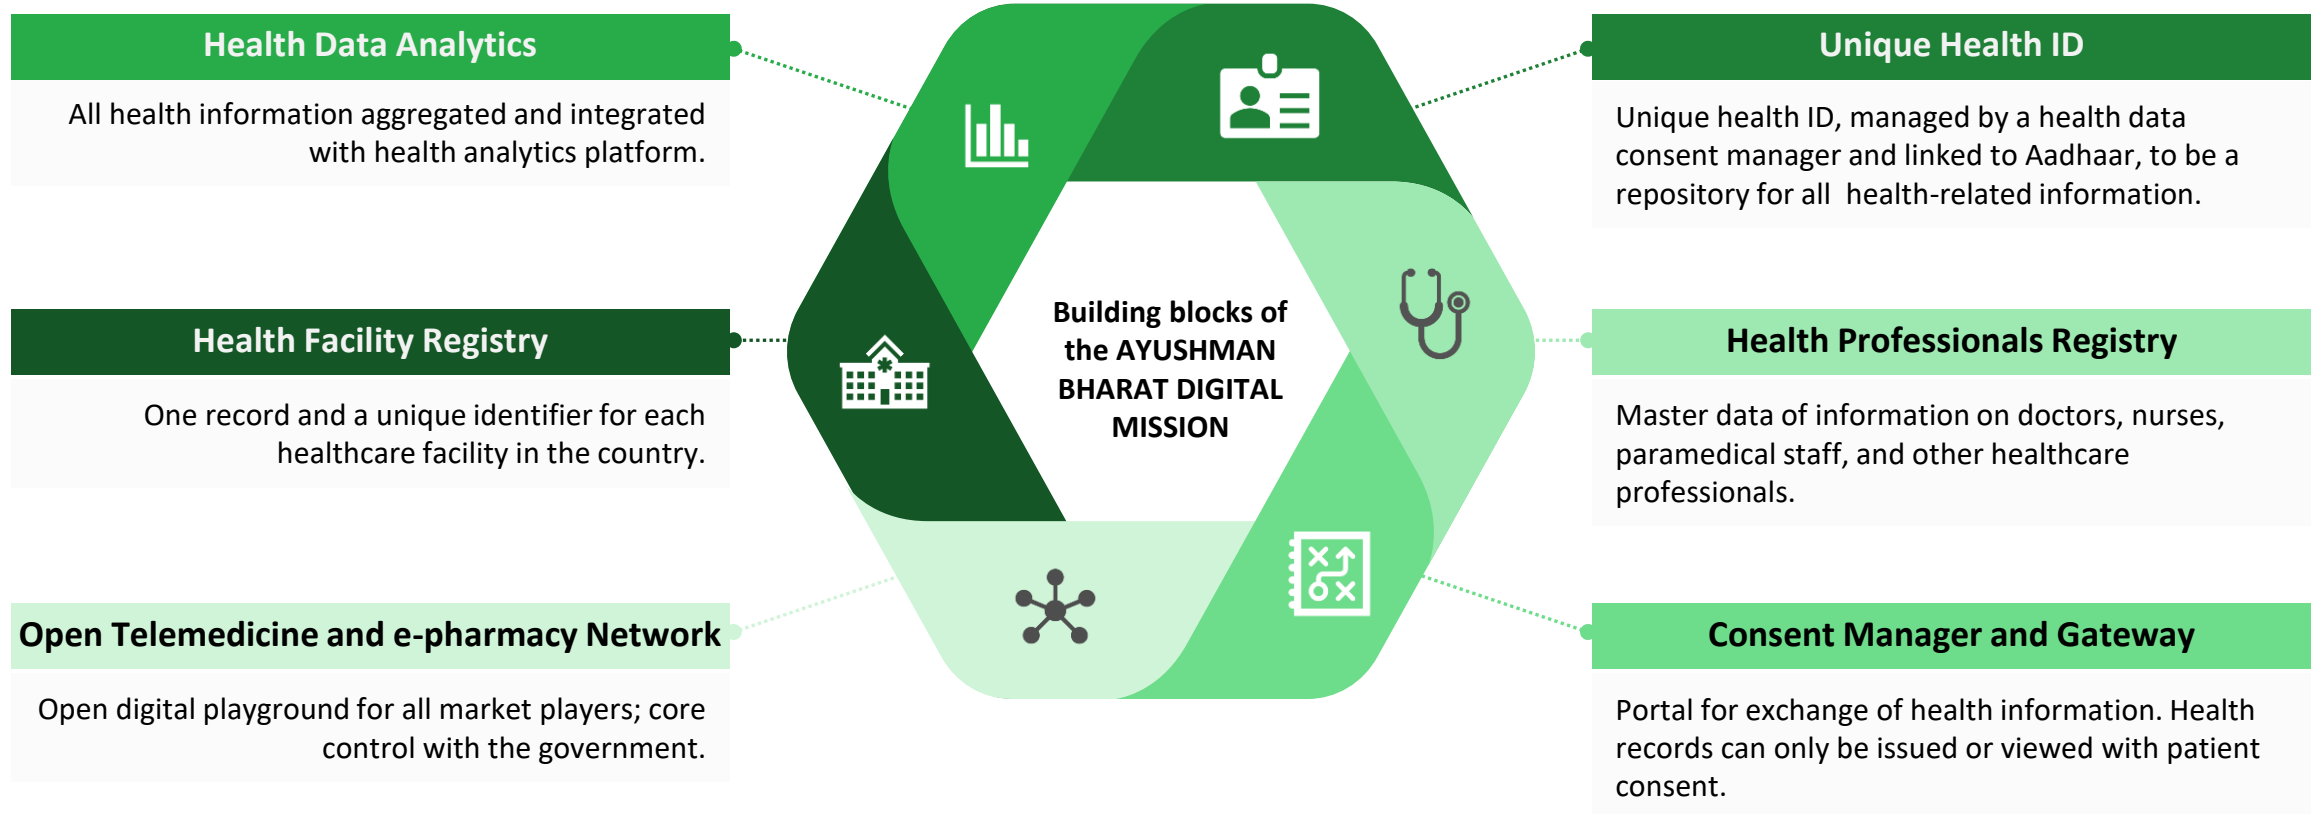 Health Data Analytics
All health information aggregated and integrated
with health analytics platform.
Health Facility Registry
One record and a unique identifier for each
healthcare facility in the country.
Open Telemedicine and e-pharmacy Network
Open digital playground for all market players; core
control with the government.
Building blocks of
the AYUSHMAN
BHARAT DIGITAL
MISSION
Unique Health ID
Unique health ID, managed by a health data
consent manager and linked to Aadhaar, to be a
repository for all  health-related information.
Health Professionals Registry
Master data of information on doctors, nurses,
paramedical staff, and other healthcare
professionals.
Consent Manager and Gateway
Portal for exchange of health information. Health
records can only be issued or viewed with patient
consent.